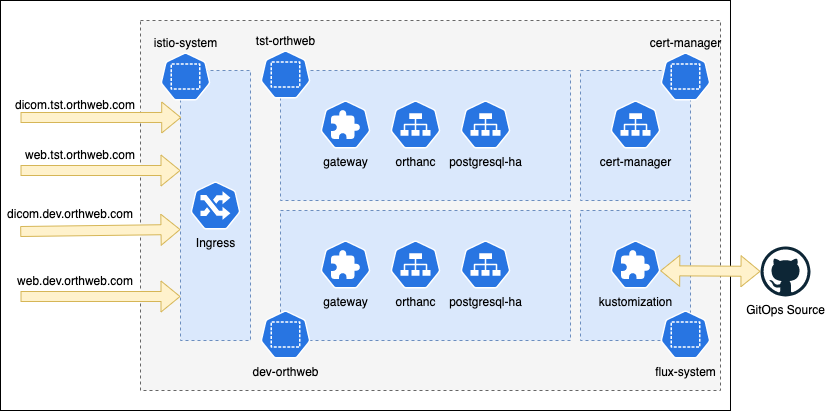 istio-system
tst-orthweb
cert-manager
dicom.tst.orthweb.com
web.tst.orthweb.com
dicom.dev.orthweb.com
web.dev.orthweb.com
Ingress
gateway
orthanc
postgresql-ha
cert-manager
gateway
orthanc
postgresql-ha
kustomization
GitOps Source
dev-orthweb
flux-system